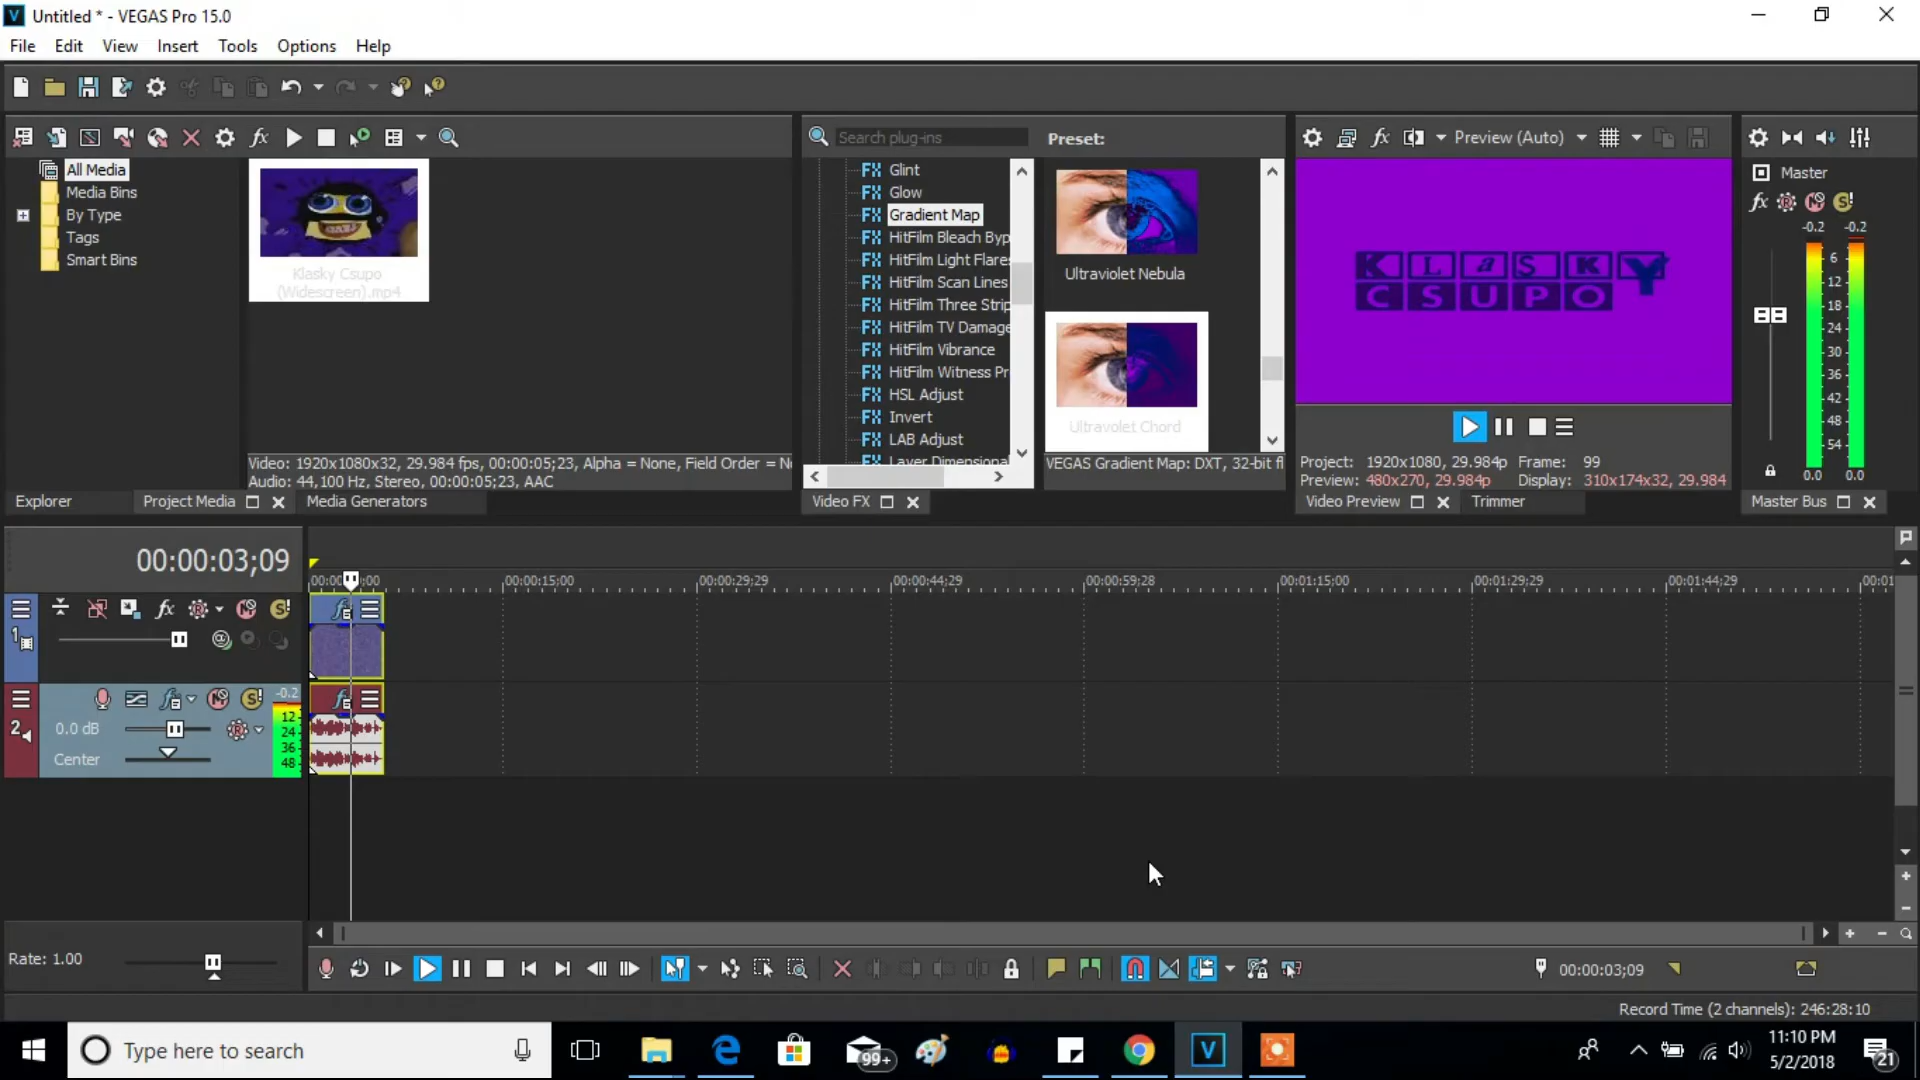 Untitled * - VEGAS Pro 15.0
File Edit View Insert Tools Options Help
Search plug-ins
Preset:
Preview (Auto)
All Media
Media Bins
By Type
Tags
Smart Bins
Klasky Csupo
(Widescreen).mp4
Glint
Glow
Gradient Map
HitFilm Bleach Byp
HitFilm Light Flares
HitFilm Scan Lines
HitFilm Three Strip
HitFilm TV Damage
HitFilm Vibrance
HitFilm Witness Pr
HSL Adjust
Invert
LAB Adjust
Layer Dimensional
Ultraviolet Nebula
Ultravolet Chord
KLaSKY
CSUPO
Master
-0.2 -0.2
6
12
18
24
30
36
42
48
54
0.0 0.0
Video: 1920x1080x32, 29.984 fps, 00:00:05;23, Alpha = None, Field Order = N
Audio: 44,100 Hz, Stereo, 00:00:05;23, AAC
VEGAS Gradient Map: DXT, 32-bit fl
Project: 1920x1080, 29.984p Frame: 99
Preview: 480x270, 29.984p Display: 310x174x32, 29.984
Explorer Project Media Media Generators Video FX Video Preview Trimmer Master Bus
00:00:03;09
00:00:15:00 00:00:29;29 00:00:44;29 00:00:59;28 00:01:15:00 00:01:29;29 00:01:44;29
1
-0.2
2
0.0 dB
Center
12
24
36
48
Rate: 1.00
00:00:03;09
Record Time (2 channels): 246:28:10
Type here to search
99+
11:10 PM
5/2/2018
21